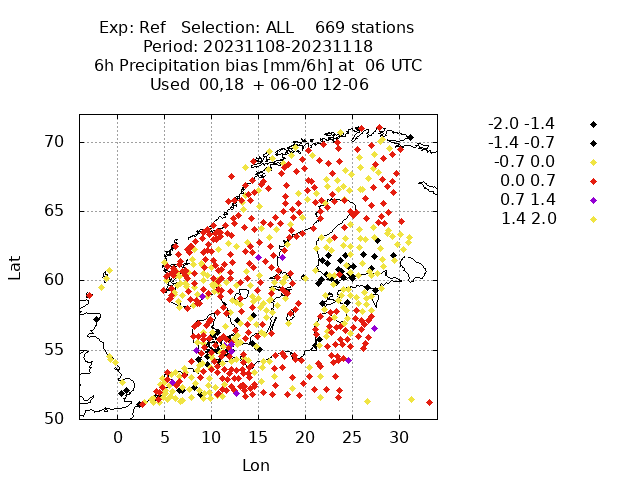 Exp: Ref Selection: ALL 669 stations
Period: 20231108-20231118
6h Precipitation bias [mm/6h] at 06 UTC
Used 00,18 + 06-00 12-06
-2.0 -1.4
-1.4 -0.7
-0.7 0.0
0.0 0.7
0.7 1.4
1.4 2.0
70
65
60
55
50
Lat
0 5 10 15 20 25 30
Lon